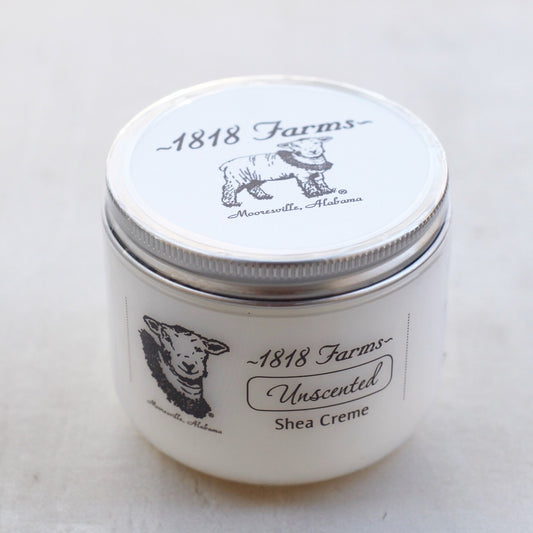 ~1818 Farms~
®
Mooresville, Alabama
~1818 Farms~
Unscented
Shea Creme
®
Mooresville, Alabama